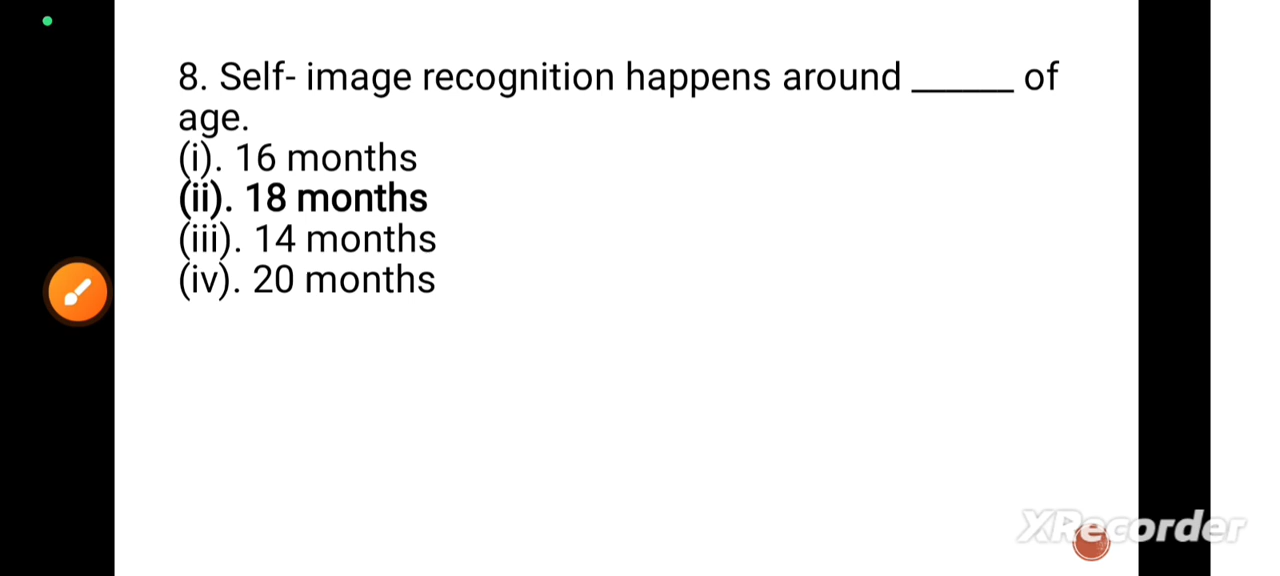 8. Self- image recognition happens around _____ of
age.
(i). 16 months
(ii). 18 months
(iii). 14 months
(iv). 20 months
XRecorder